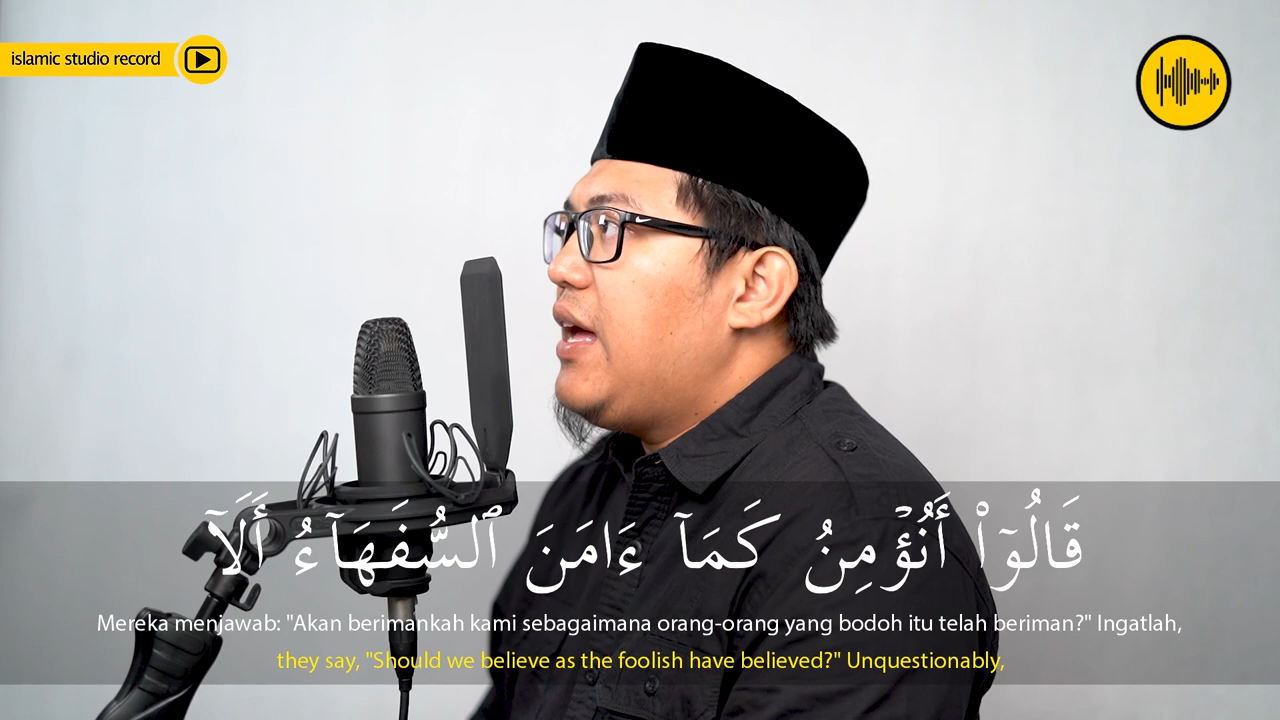 islamic studio record
قَالُوٓا۟ أَنُؤْمِنُ كَمَآ ءَامَنَ ٱلسُّفَهَآءُ أَلَآ
Mereka menjawab: "Akan berimankah kami sebagaimana orang-orang yang bodoh itu telah beriman?" Ingatlah,
they say, "Should we believe as the foolish have believed?" Unquestionably,